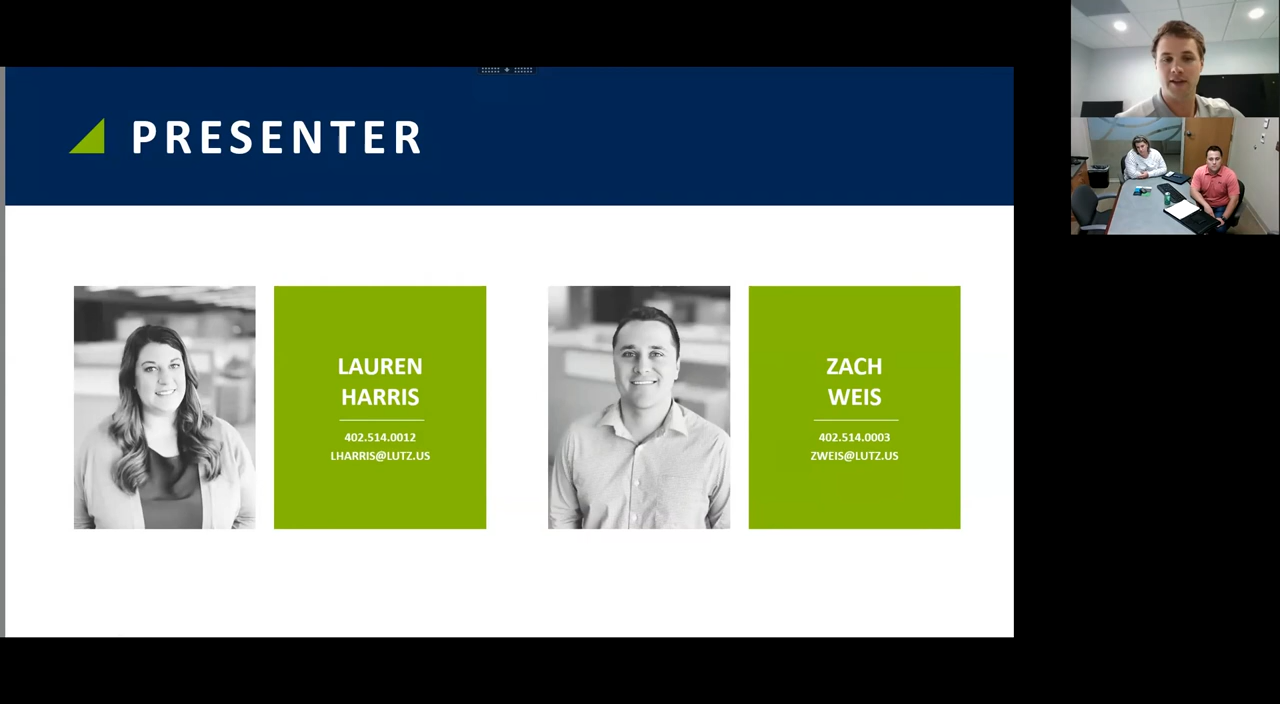 PRESENTER
LAUREN
HARRIS
402.514.0012
LHARRIS@LUTZ.US
ZACH
WEIS
402.514.0003
ZWEIS@LUTZ.US